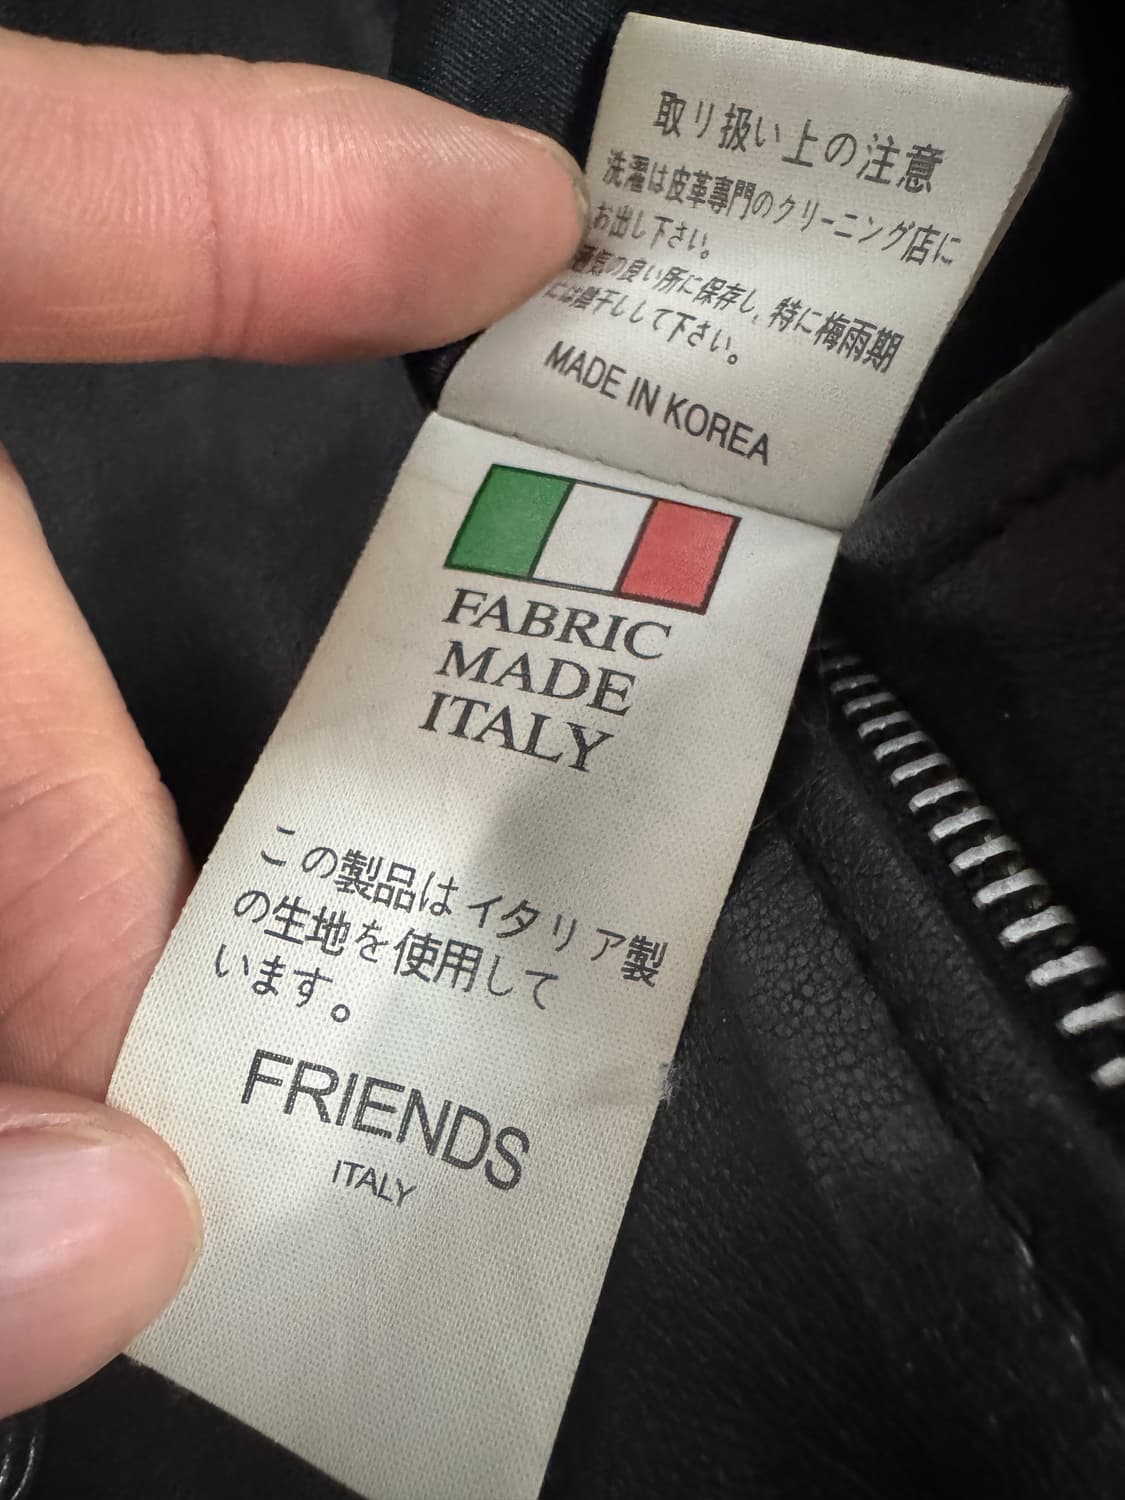 取り扱い上の注意
洗濯は皮革専門のクリーニング店に
お出し下さい。
通気の良い所に保存し、特に梅雨期
には陰干しして下さい。
MADE IN KOREA
FABRIC
MADE
ITALY
この製品はイタリア製
の生地を使用して
います。
FRIENDS
ITALY